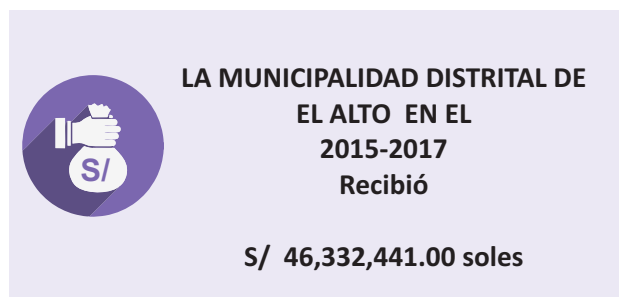 LA MUNICIPALIDAD DISTRITAL DE
EL ALTO EN EL
2015-2017
Recibió
S/
S/ 46,332,441.00 soles